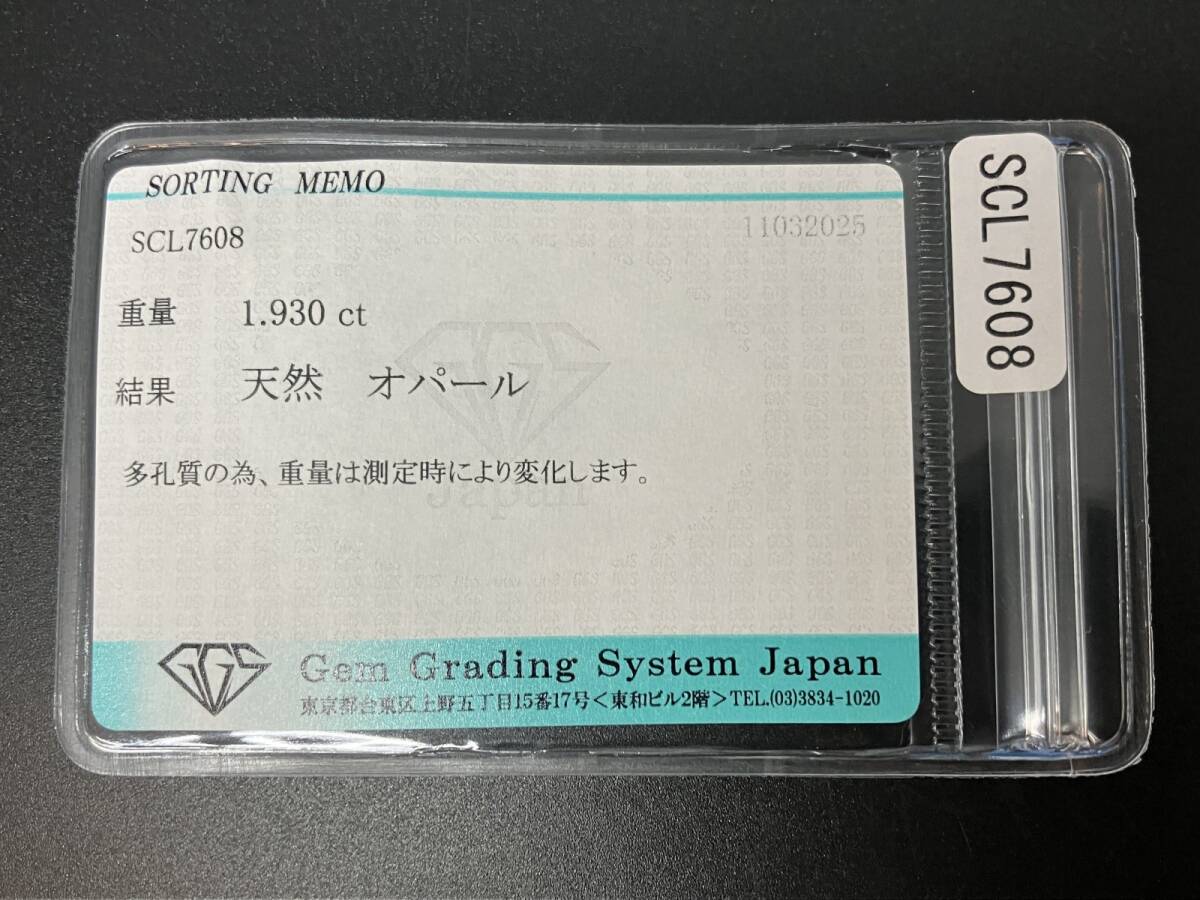 SORTING MEMO
SCL7608
11032025
重量 1.930 ct
結果 天然 オパール
多孔質の為、重量は測定時により変化します。
GGS
Japan
GGS
Gem Grading System Japan
東京都台東区上野五丁目15番17号<東和ビル2階>TEL.(03)3834-1020
SCL7608